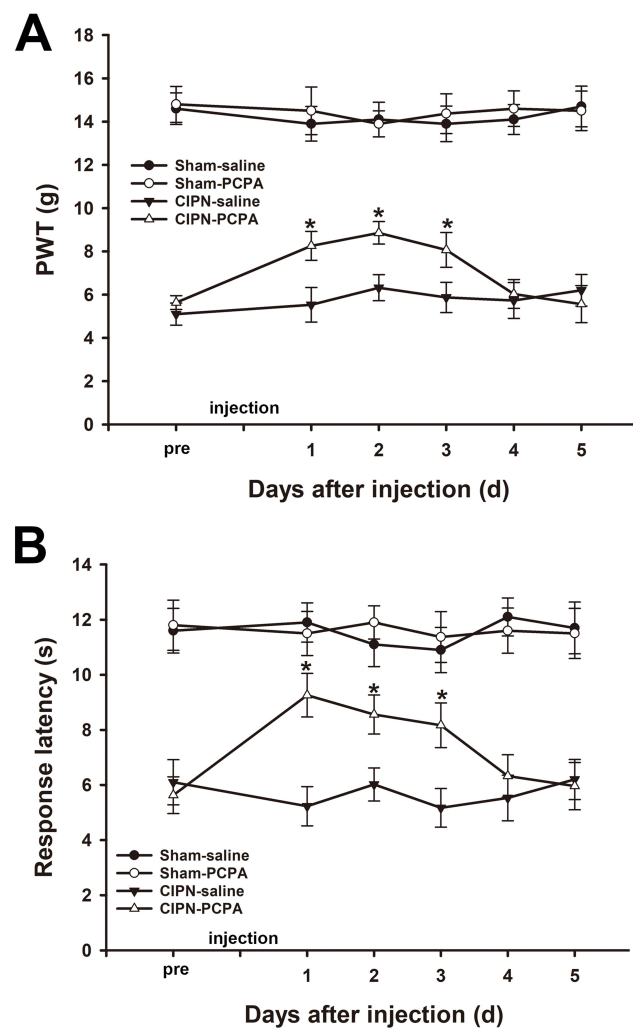 A
18
16
14
12
10
8
6
4
2
0
PWT (g)
Sham-saline
Sham-PCPA
CIPN-saline
CIPN-PCPA
* * *
injection
pre 1 2 3 4 5
Days after injection (d)
B
14
12
10
8
6
4
2
0
Response latency (s)
* * *
Sham-saline
Sham-PCPA
CIPN-saline
CIPN-PCPA
injection
pre 1 2 3 4 5
Days after injection (d)